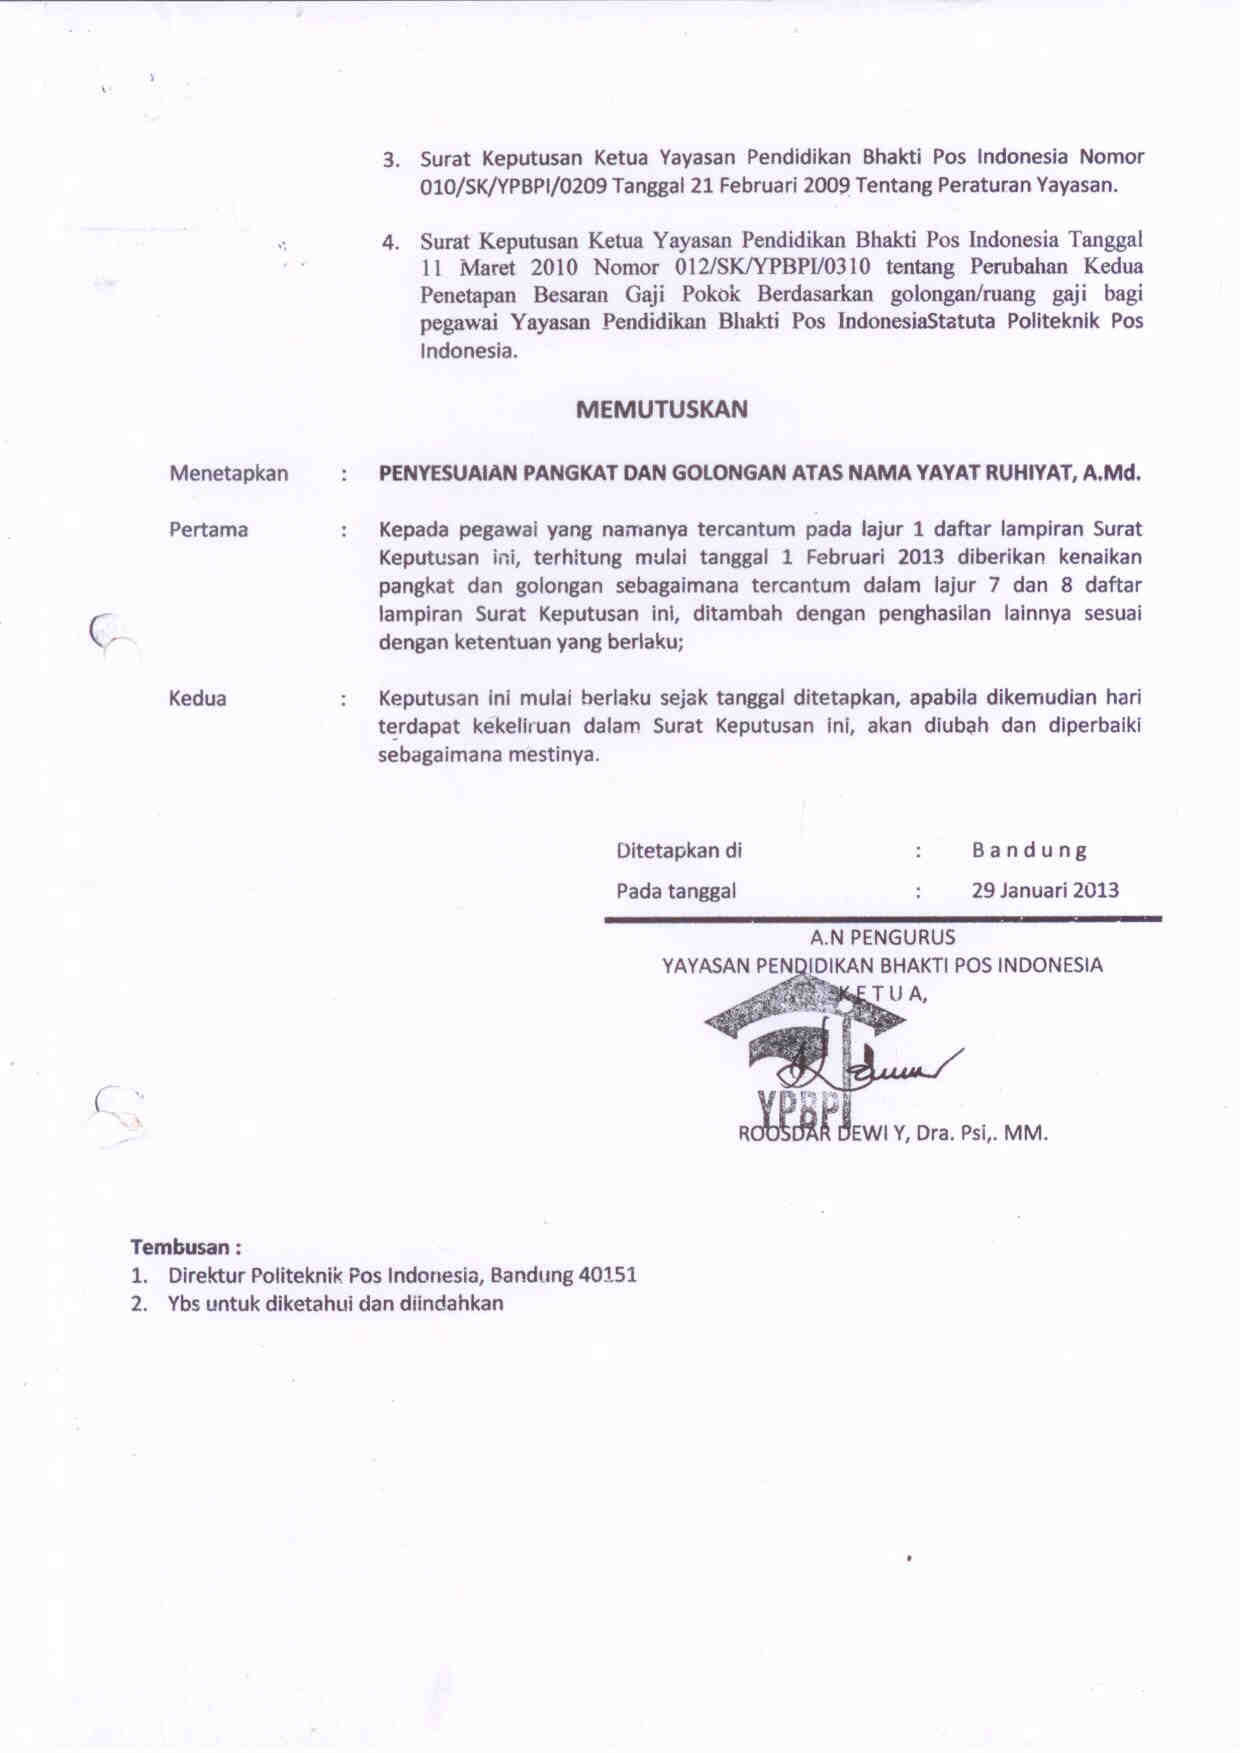 3. Surat Keputusan Ketua Yayasan Pendidikan Bhakti Pos Indonesia Nomor
010/SK/YPBPI/0209 Tanggal 21 Februari 2009 Tentang Peraturan Yayasan.
4. Surat Keputusan Ketua Yayasan Pendidikan Bhakti Pos Indonesia Tanggal
11 Maret 2010 Nomor 012/SK/YPBPI/0310 tentang Perubahan Kedua
Penetapan Besaran Gaji Pokok Berdasarkan golongan/ruang gaji bagi
pegawai Yayasan Pendidikan Bhakti Pos IndonesiaStatuta Politeknik Pos
Indonesia.
MEMUTUSKAN
Menetapkan : PENYESUAIAN PANGKAT DAN GOLONGAN ATAS NAMA YAYAT RUHIYAT, A.Md.
Pertama : Kepada pegawai yang namanya tercantum pada lajur 1 daftar lampiran Surat
Keputusan ini, terhitung mulai tanggal 1 Februari 2013 diberikan kenaikan
pangkat dan golongan sebagaimana tercantum dalam lajur 7 dan 8 daftar
lampiran Surat Keputusan ini, ditambah dengan penghasilan lainnya sesuai
dengan ketentuan yang berlaku;
Kedua : Keputusan ini mulai berlaku sejak tanggal ditetapkan, apabila dikemudian hari
terdapat kekeliruan dalam Surat Keputusan ini, akan diubah dan diperbaiki
sebagaimana mestinya.
Ditetapkan di : B a n d u n g
Pada tanggal : 29 Januari 2013
A.N PENGURUS
YAYASAN PENDIDIKAN BHAKTI POS INDONESIA
K E T U A,
YPBPI
ROOSDAR DEWI Y, Dra. Psi,. MM.
Tembusan :
1. Direktur Politeknik Pos Indonesia, Bandung 40151
2. Ybs untuk diketahui dan diindahkan